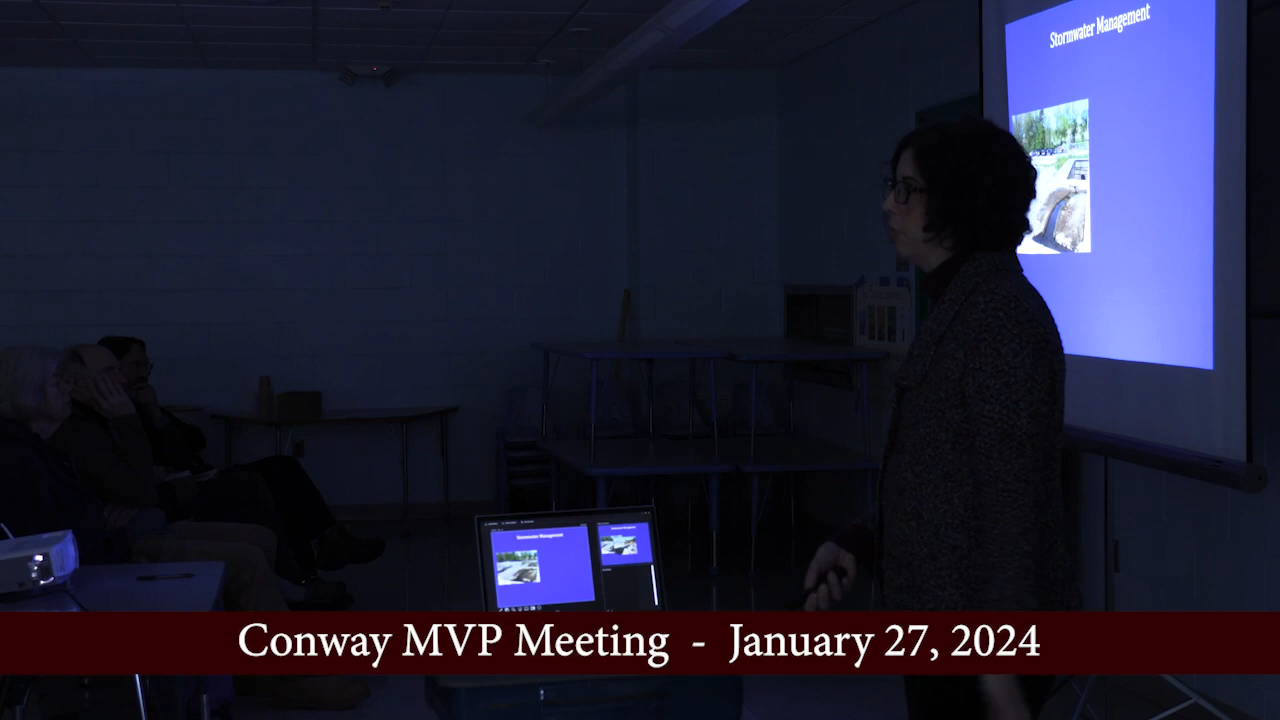 Stormwater Management
Stormwater Management
Conway MVP Meeting - January 27, 2024